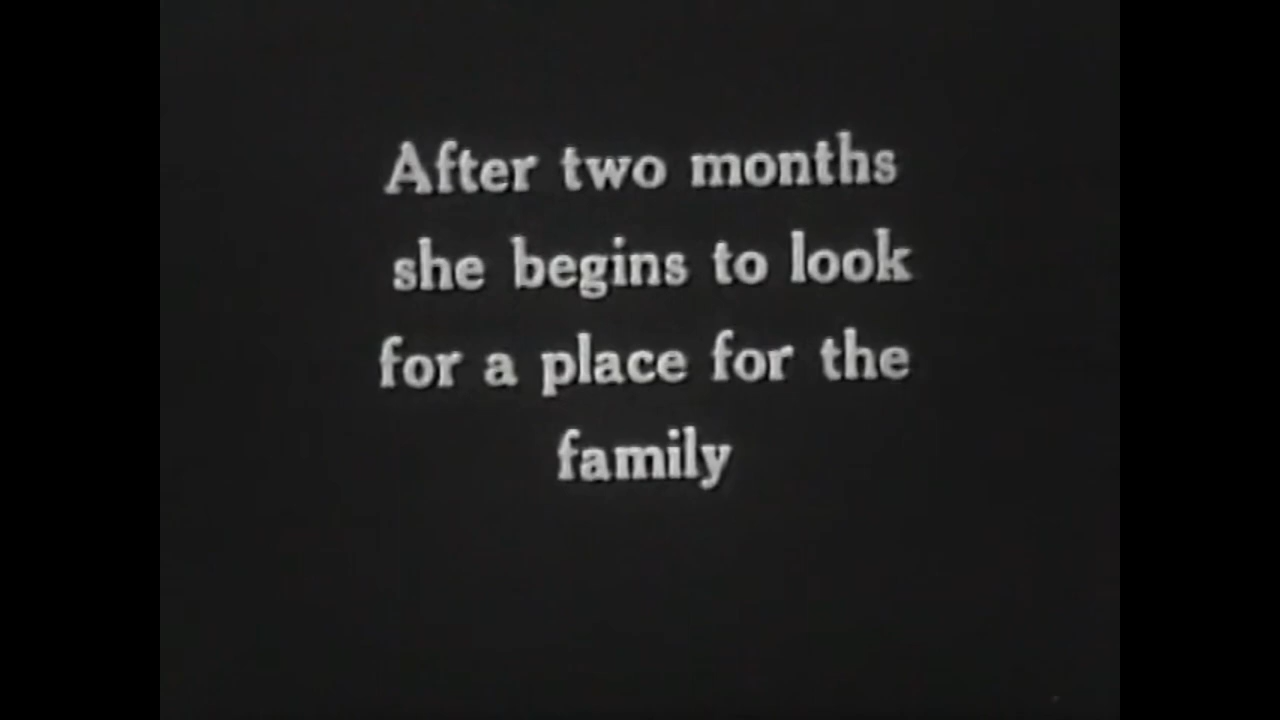 After two months
she begins to look
for a place for the
family